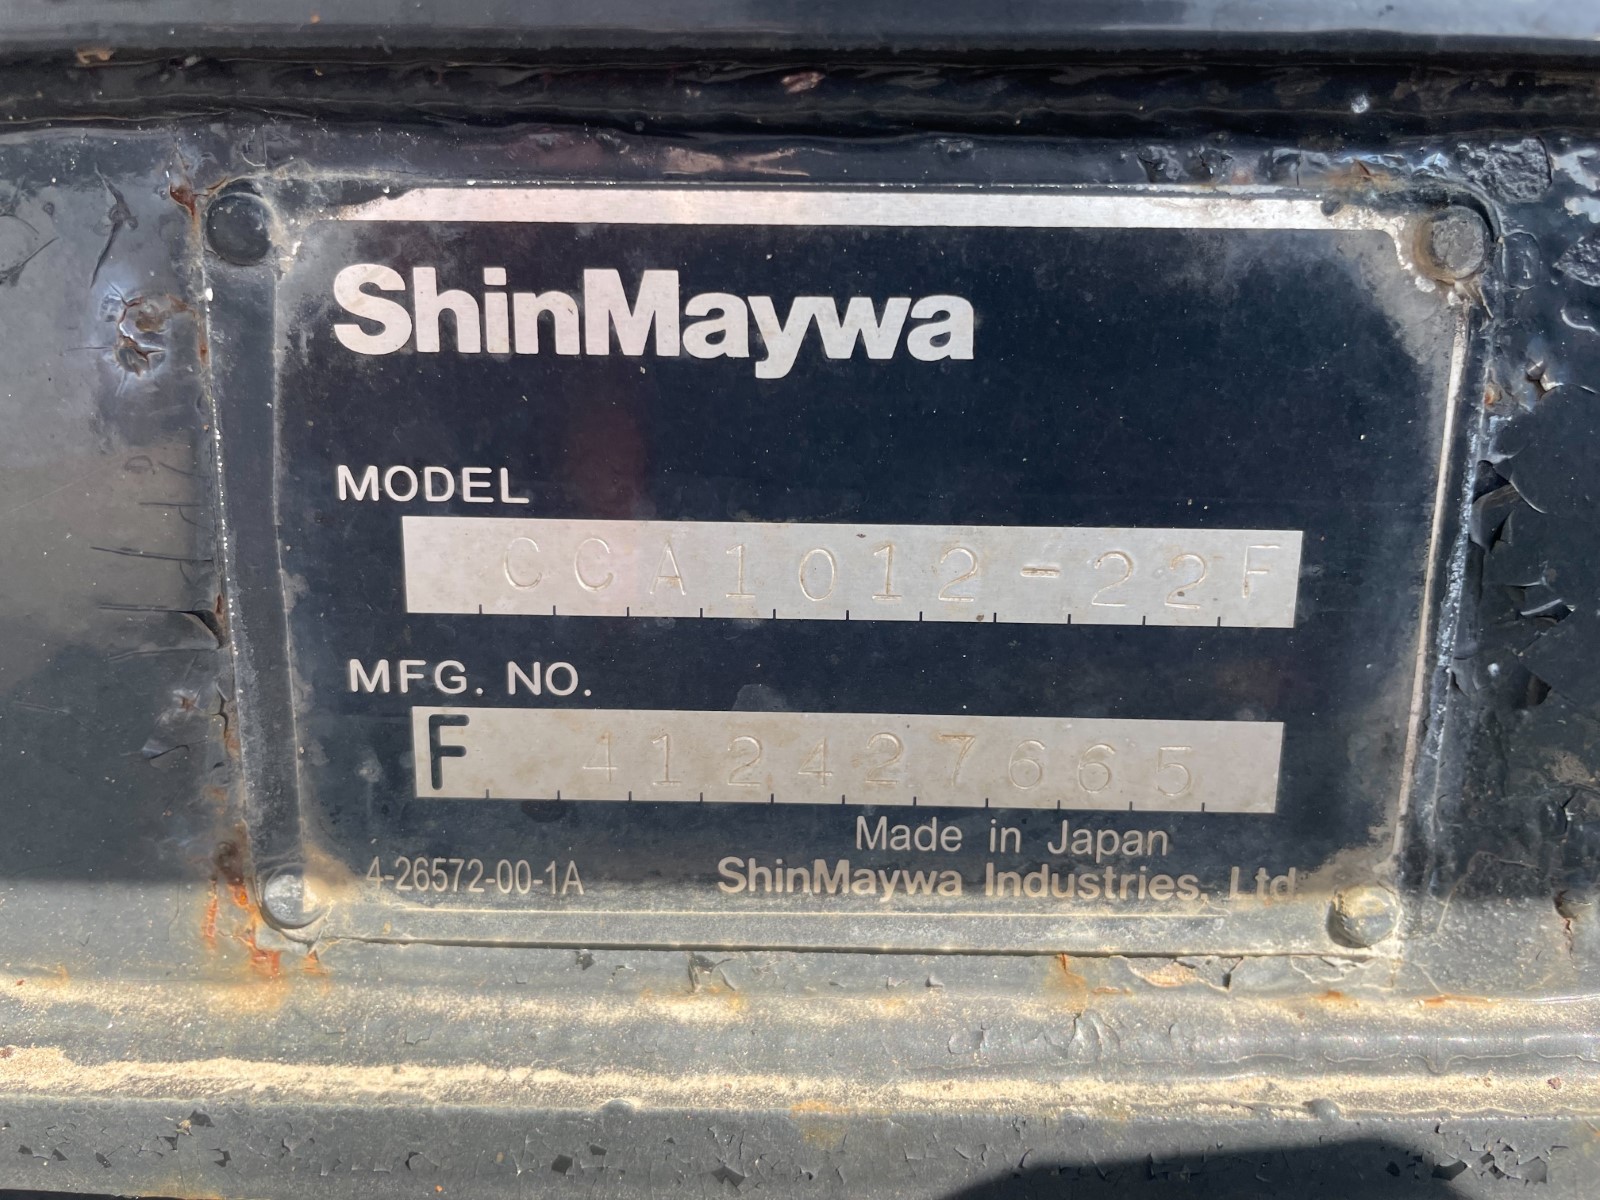 ShinMaywa
MODEL
CCA1012-22F
MFG. NO.
F 412427665
Made in Japan
4-26572-00-1A ShinMaywa Industries, Ltd